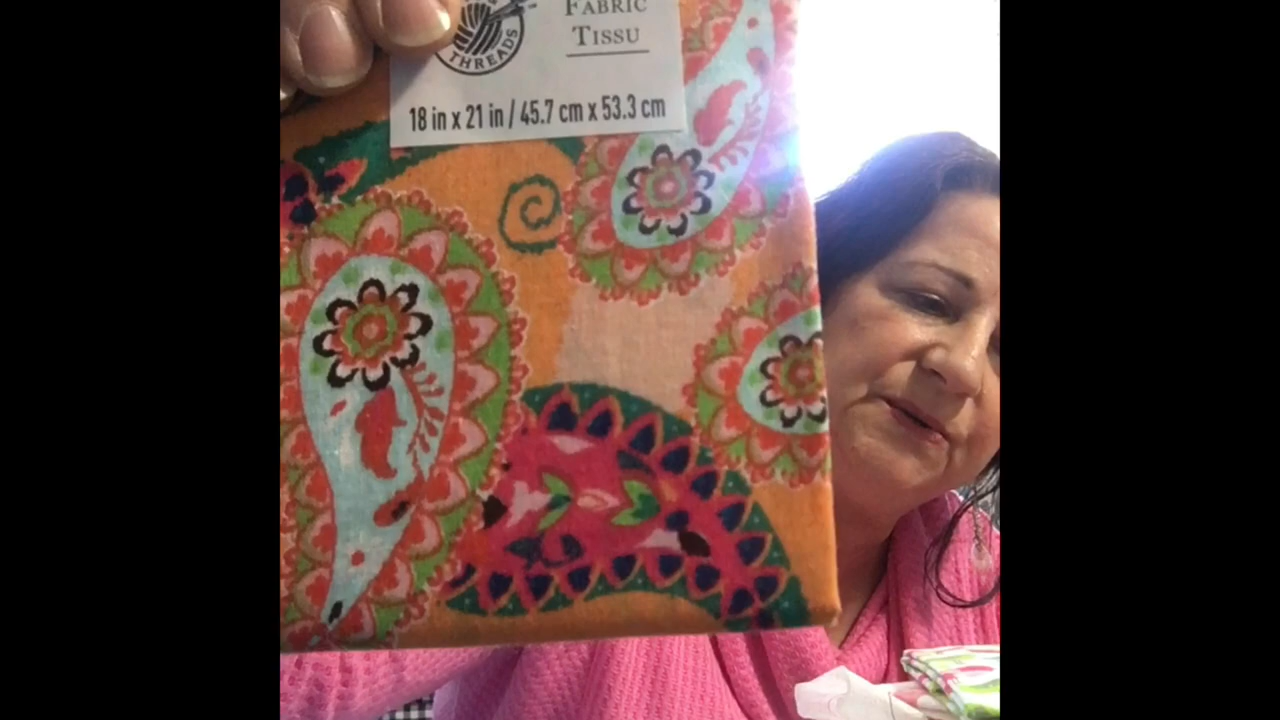 THREADS
FABRIC
TISSU
18 in x 21 in / 45.7 cm x 53.3 cm